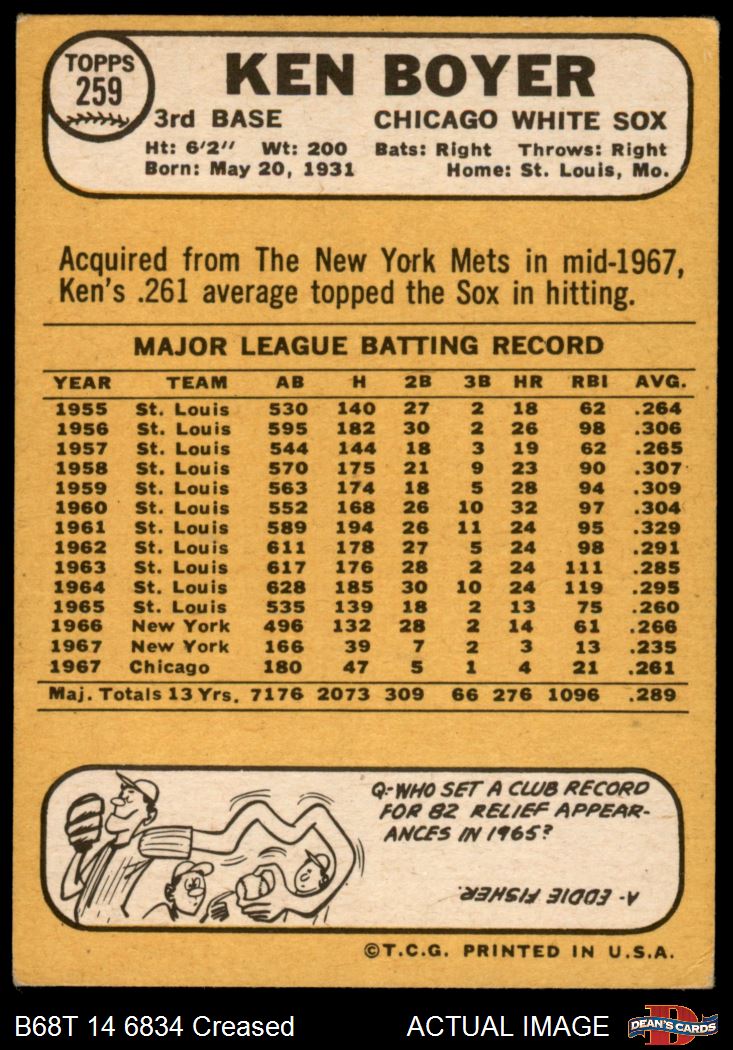 TOPPS
259
KEN BOYER
3rd BASE CHICAGO WHITE SOX
Ht: 6'2" Wt: 200 Bats: Right Throws: Right
Born: May 20, 1931 Home: St. Louis, Mo.
Acquired from The New York Mets in mid-1967,
Ken's .261 average topped the Sox in hitting.
MAJOR LEAGUE BATTING RECORD
YEAR TEAM AB H 2B 3B HR RBI AVG.
1955 St. Louis 530 140 27 2 18 62 .264
1956 St. Louis 595 182 30 2 26 98 .306
1957 St. Louis 544 144 18 3 19 62 .265
1958 St. Louis 570 175 21 9 23 90 .307
1959 St. Louis 563 174 18 5 28 94 .309
1960 St. Louis 552 168 26 10 32 97 .304
1961 St. Louis 589 194 26 11 24 95 .329
1962 St. Louis 611 178 27 5 24 98 .291
1963 St. Louis 617 176 28 2 24 111 .285
1964 St. Louis 628 185 30 10 24 119 .295
1965 St. Louis 535 139 18 2 13 75 .260
1966 New York 496 132 28 2 14 61 .266
1967 New York 166 39 7 2 3 13 .235
1967 Chicago 180 47 5 1 4 21 .261
Maj. Totals 13 Yrs. 7176 2073 309 66 276 1096 .289
Q-WHO SET A CLUB RECORD
FOR 82 RELIEF APPEAR-
ANCES IN 1965?
A- EDDIE FISHER.
©T.C.G. PRINTED IN U.S.A.
B68T 14 6834 Creased ACTUAL IMAGE
D
DEAN'S CARDS